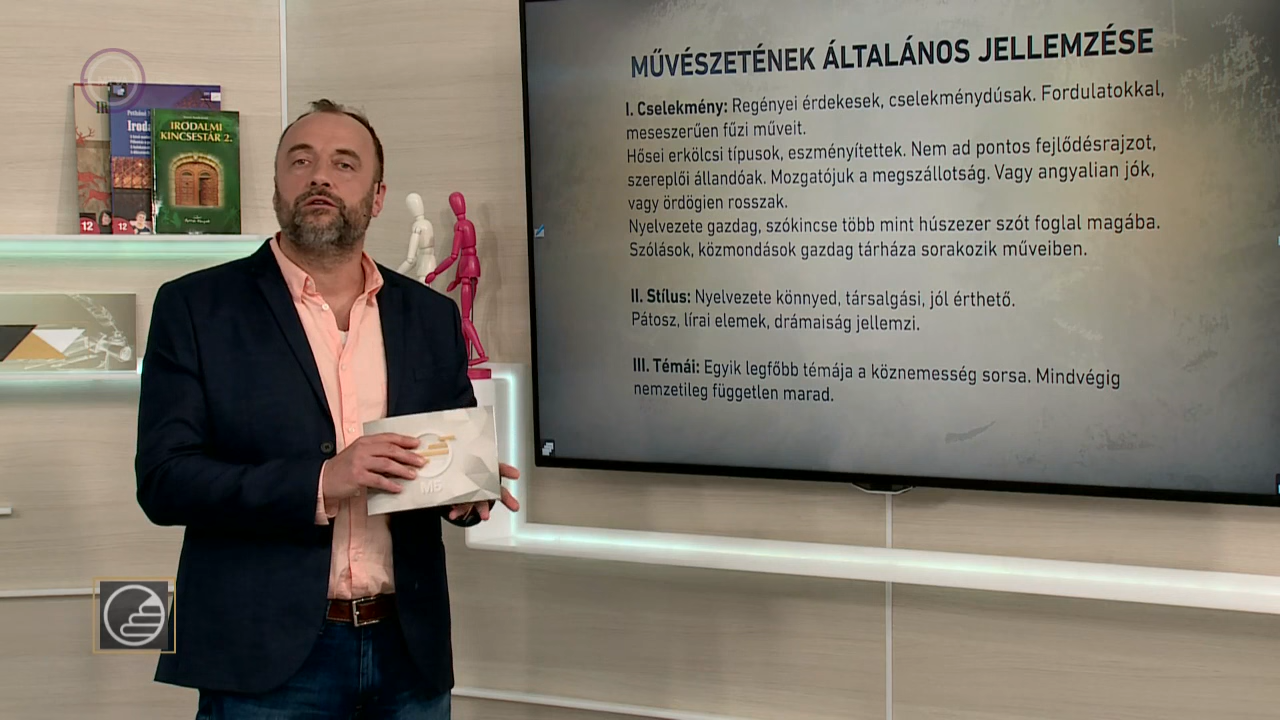 MŰVÉSZETÉNEK ÁLTALÁNOS JELLEMZÉSE
I. Cselekmény: Regényei érdekesek, cselekménydúsak. Fordulatokkal,
meseszerűen fűzi műveit.
Hősei erkölcsi típusok, eszményítettek. Nem ad pontos fejlődésrajzot,
szereplői állandóak. Mozgatójuk a megszállotság. Vagy angyalian jók,
vagy ördögien rosszak.
Nyelvezete gazdag, szókincse több mint húszezer szót foglal magába.
Szólások, közmondások gazdag tárháza sorakozik műveiben.
II. Stílus: Nyelvezete könnyed, társalgási, jól érthető.
Pátosz, lírai elemek, drámaiság jellemzi.
III. Témái: Egyik legfőbb témája a köznemesség sorsa. Mindvégig
nemzetileg független marad.
IRODALMI
KINCSESTÁR 2.
12
12
M5